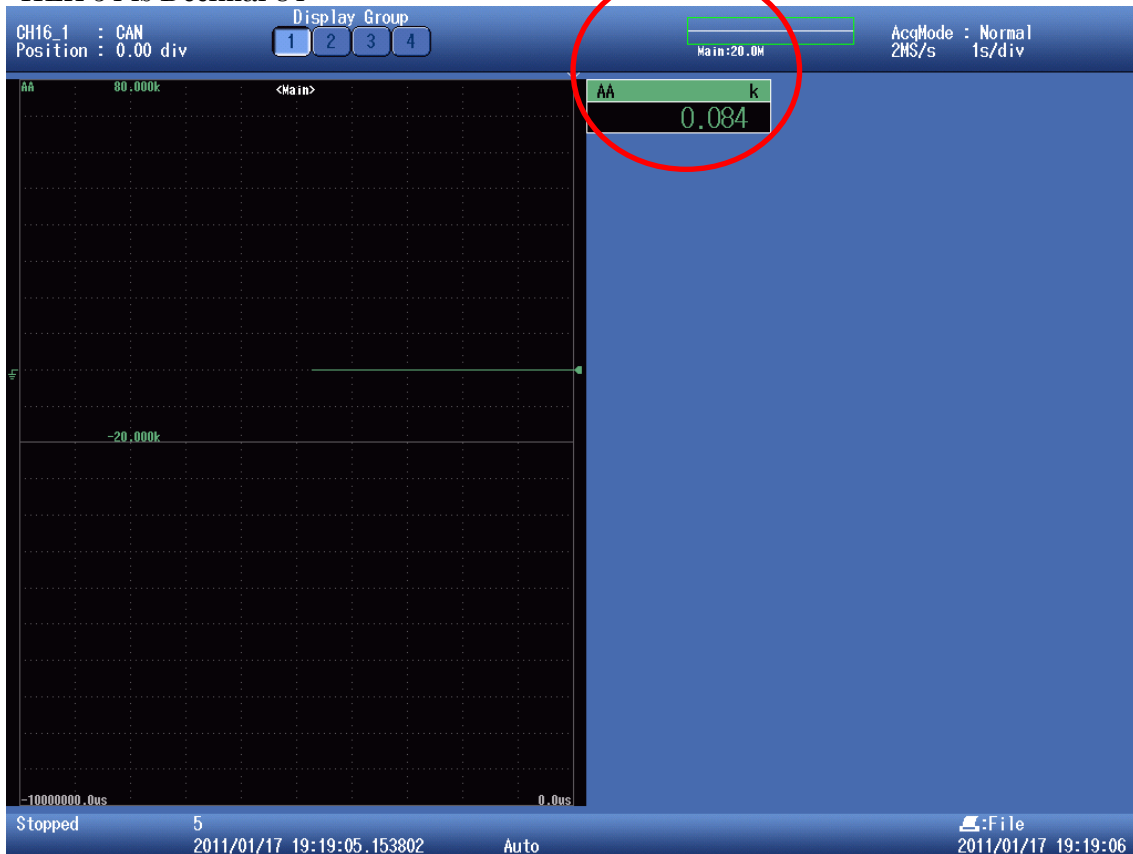 CH16_1 : CAN
Position : 0.00 div
Display Group
1 2 3 4
Main:20.0M
AcqMode : Normal
2MS/s 1s/div
AA 80.000k <Main>
AA k
0.084
-20.000k
-10000000.0us 0.0us
Stopped 5
2011/01/17 19:19:05.153802 Auto
:File
2011/01/17 19:19:06